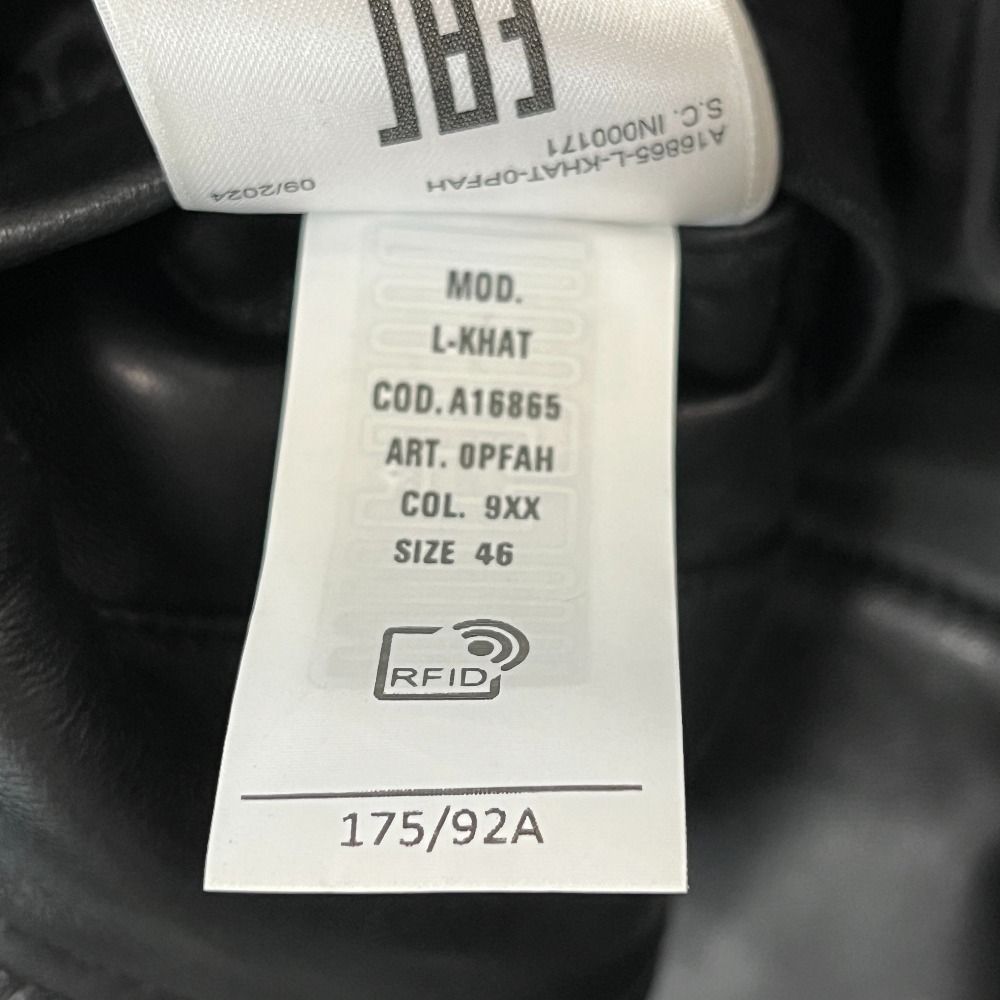 EAC
S.C. IN000171
A16865-L-KHAT-0PFAH
09/2024
MOD.
L-KHAT
COD. A16865
ART. 0PFAH
COL. 9XX
SIZE 46
RFID
175/92A